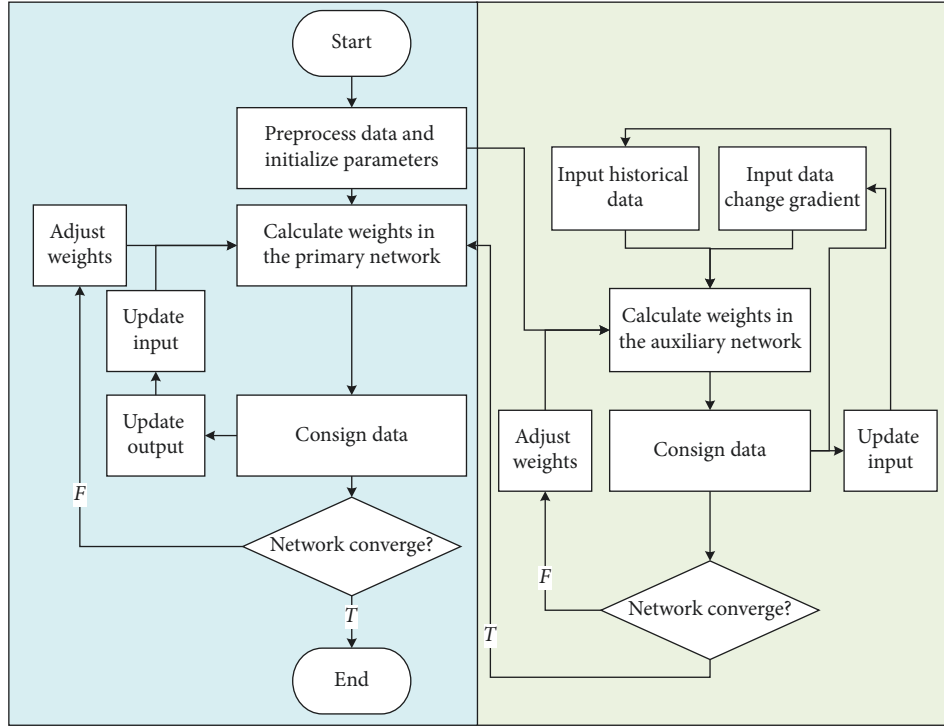 Start
Preprocess data and
initialize parameters
Calculate weights in
the primary network
Adjust
weights
Update
input
Update
output
Consign data
F
Network converge?
T
End
Input historical
data
Input data
change gradient
Calculate weights in
the auxiliary network
Adjust
weights
Consign data
Update
input
F
Network converge?
T